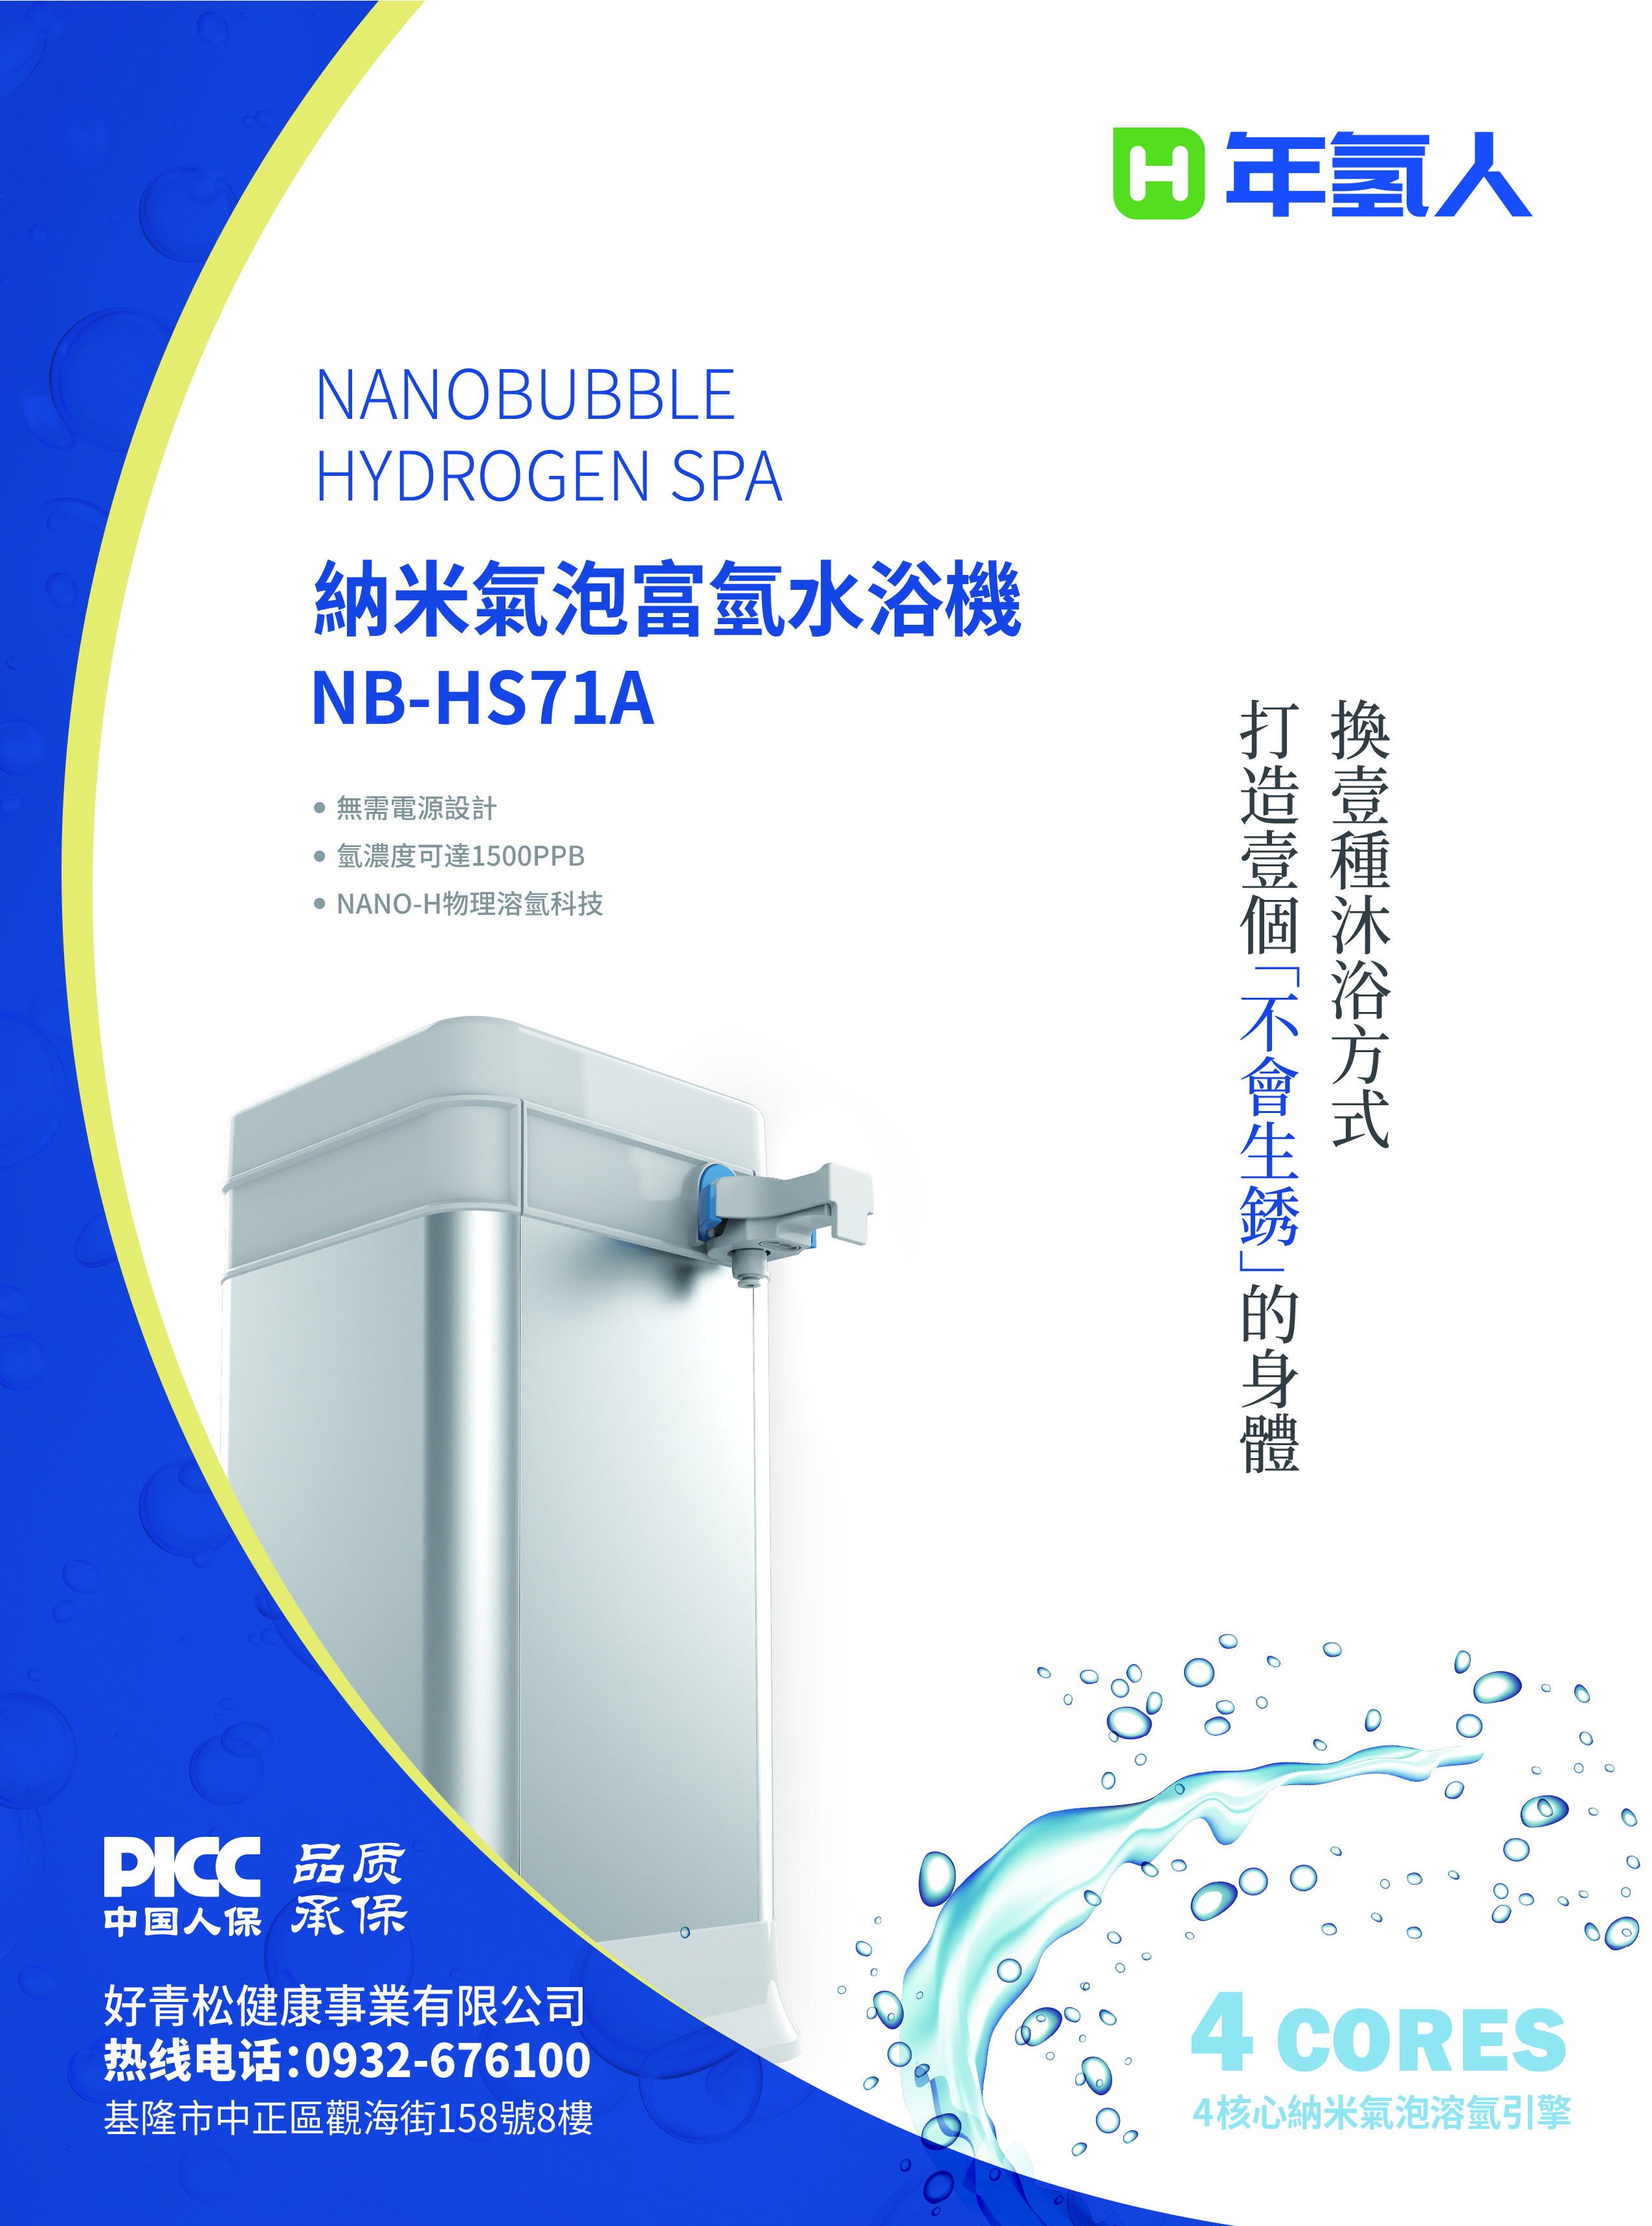 H 年氢人
NANOBUBBLE
HYDROGEN SPA
納米氣泡富氫水浴機
NB-HS71A
• 無需電源設計
• 氫濃度可達1500PPB
• NANO-H物理溶氫科技
換壹種沐浴方式
打造壹個「不會生銹」的身體
PICC
中国人保
品质
承保
好青松健康事業有限公司
热线电话:0932-676100
基隆市中正區觀海街158號8樓
4 CORES
4核心納米氣泡溶氫引擎